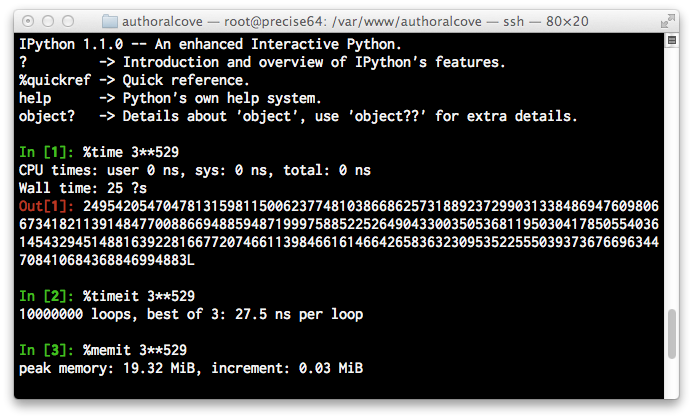 authoralcove — root@precise64: /var/www/authoralcove — ssh — 80×20
IPython 1.1.0 -- An enhanced Interactive Python.
?         -> Introduction and overview of IPython's features.
%quickref -> Quick reference.
help      -> Python's own help system.
object?   -> Details about 'object', use 'object??' for extra details.
In [1]: %time 3**529
CPU times: user 0 ns, sys: 0 ns, total: 0 ns
Wall time: 25 ?s
Out[1]: 249542054704781315981150062377481038668625731889237299031338486947609806
67341821139148477008866948859487199975885225264904330035053681195030417850554036
14543294514881639228166772074661139846616146642658363230953522555039373676696344
708410684368846994883L
In [2]: %timeit 3**529
10000000 loops, best of 3: 27.5 ns per loop
In [3]: %memit 3**529
peak memory: 19.32 MiB, increment: 0.03 MiB